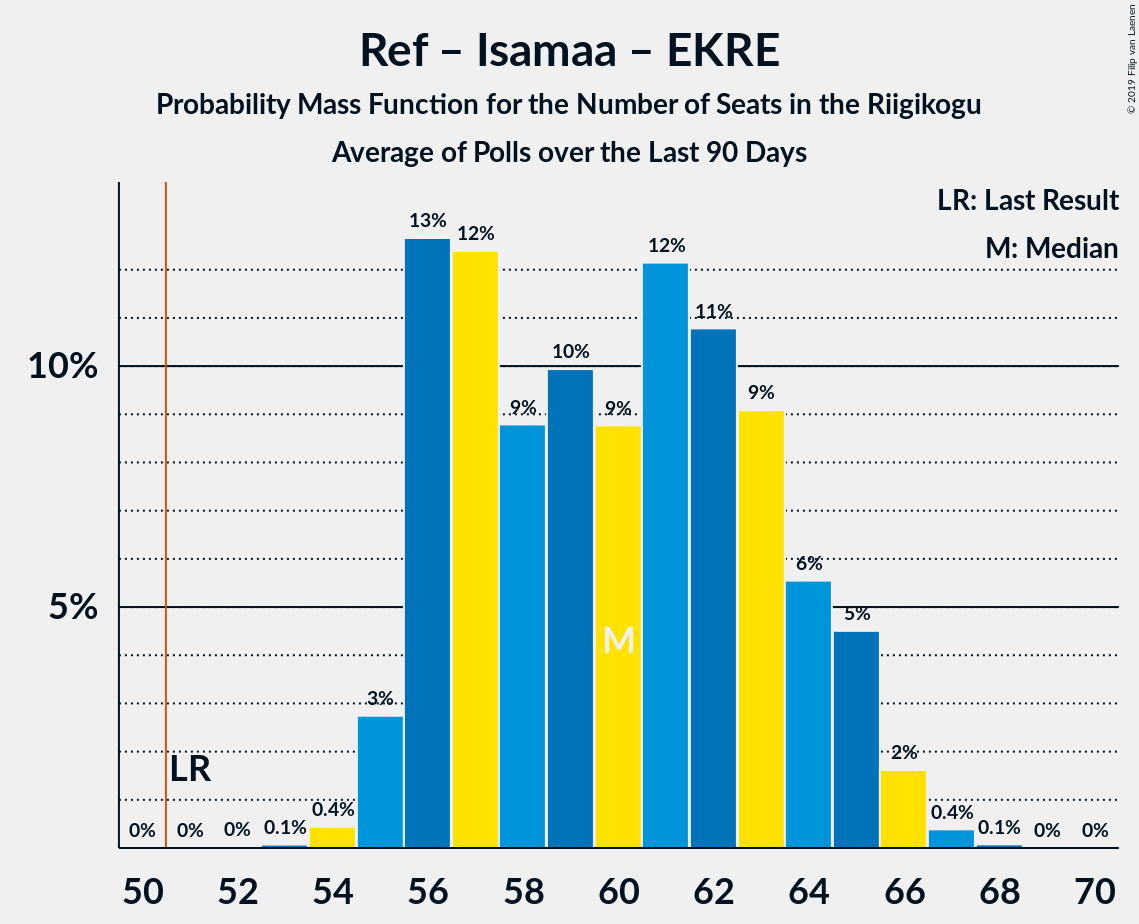 Ref – Isamaa – EKRE
Probability Mass Function for the Number of Seats in the Riigikogu
Average of Polls over the Last 90 Days
© 2019 Filip van Laenen
LR: Last Result
M: Median
10%
5%
0%
0%
0%
0.1%
0.4%
3%
13%
12%
9%
10%
9%
12%
11%
9%
6%
5%
2%
0.4%
0.1%
0%
0%
M
LR
50 52 54 56 58 60 62 64 66 68 70